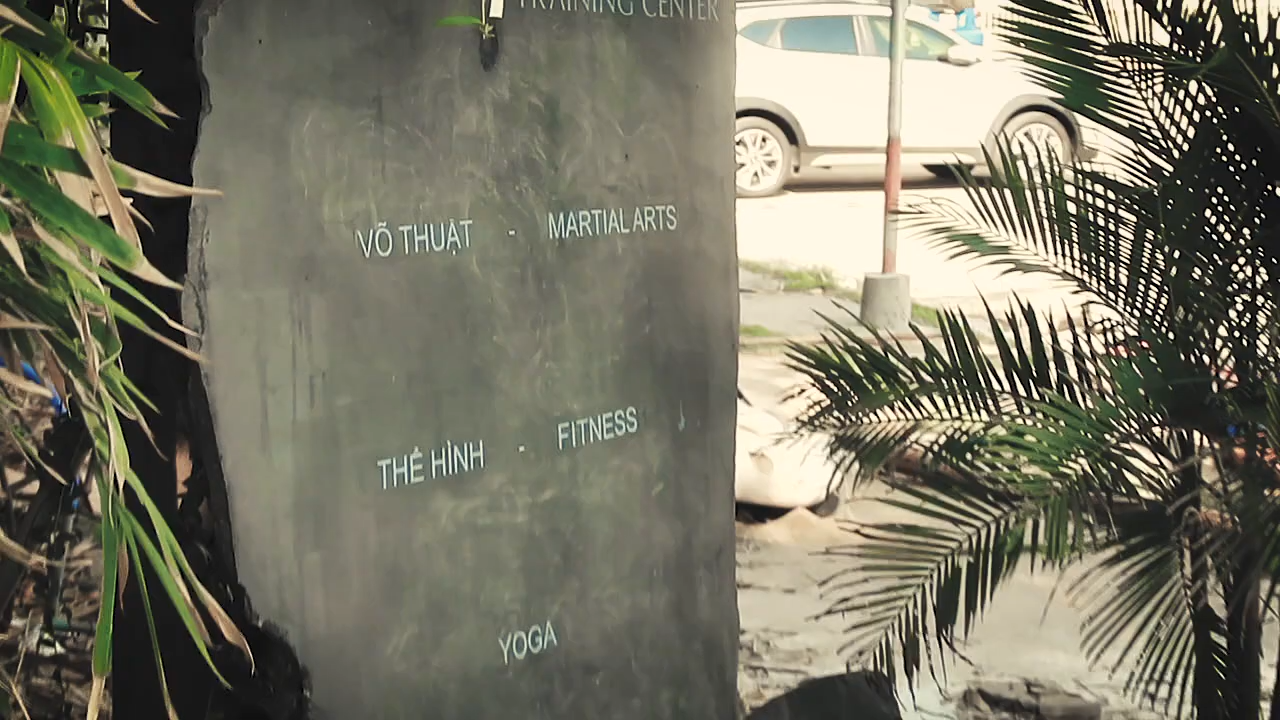 TRAINING CENTER
VÕ THUẬT - MARTIAL ARTS
THỂ HÌNH - FITNESS
YOGA